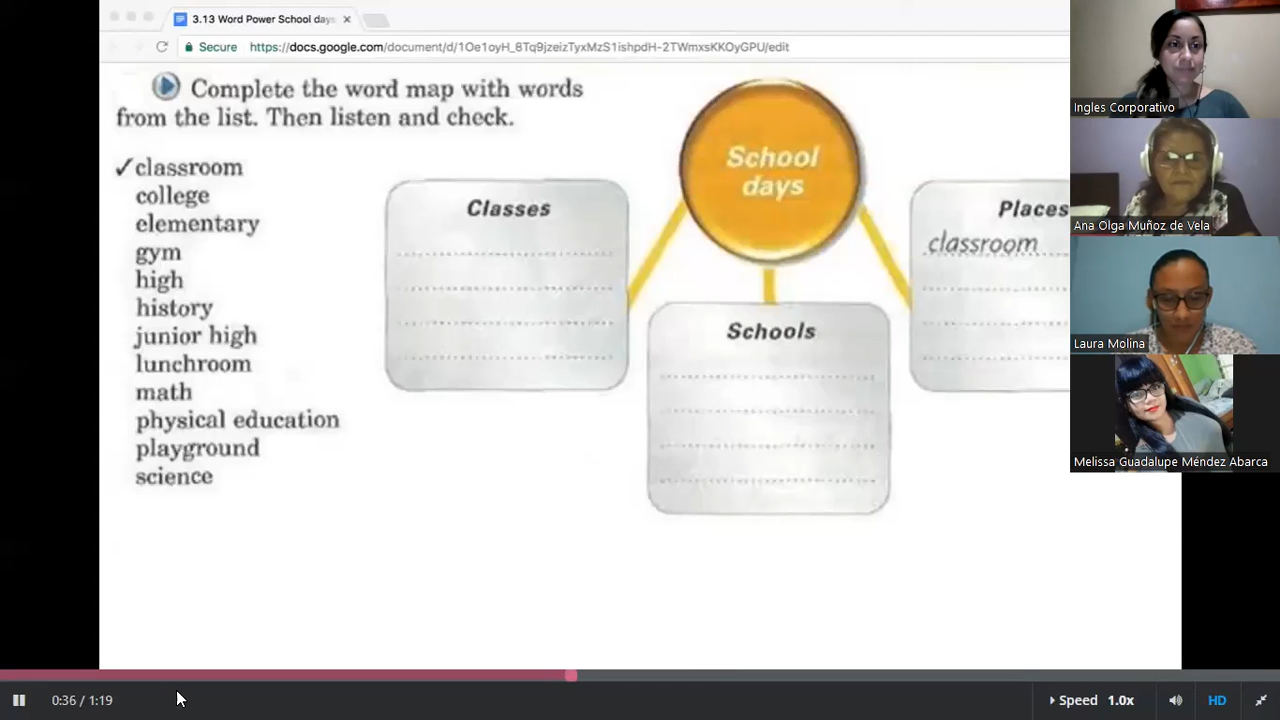 3.13 Word Power School days
Secure
https://docs.google.com/document/d/1Oe1oyH_8Tq9jzeizTyxMzS1ishpdH-2TWmxsKKOyGPU/edit
Complete the word map with words
from the list. Then listen and check.
✓classroom
college
elementary
gym
high
history
junior high
lunchroom
math
physical education
playground
science
School
days
Classes
Schools
Places
classroom
Ingles Corporativo
Ana Olga Muñoz de Vela
Laura Molina
Melissa Guadalupe Méndez Abarca
0:36 / 1:19
Speed 1.0x
HD